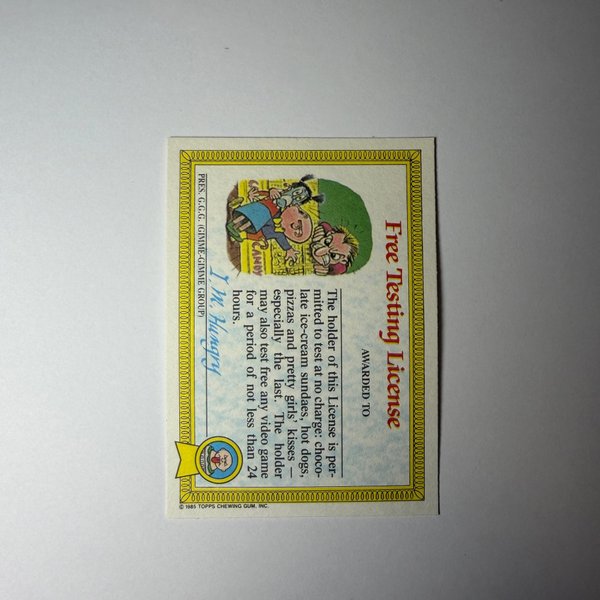 Free Testing License
AWARDED TO
CANDY
The holder of this License is per-
mitted to test at no charge: choco-
late ice-cream sundaes, hot dogs,
pizzas and pretty girls' kisses —
especially the last. The holder
may also test free any video game
for a period of not less than 24
hours.
I M Hungry
PRES. G.G.G. (GIMME-GIMME GROUP)
© 1985 TOPPS CHEWING GUM, INC.